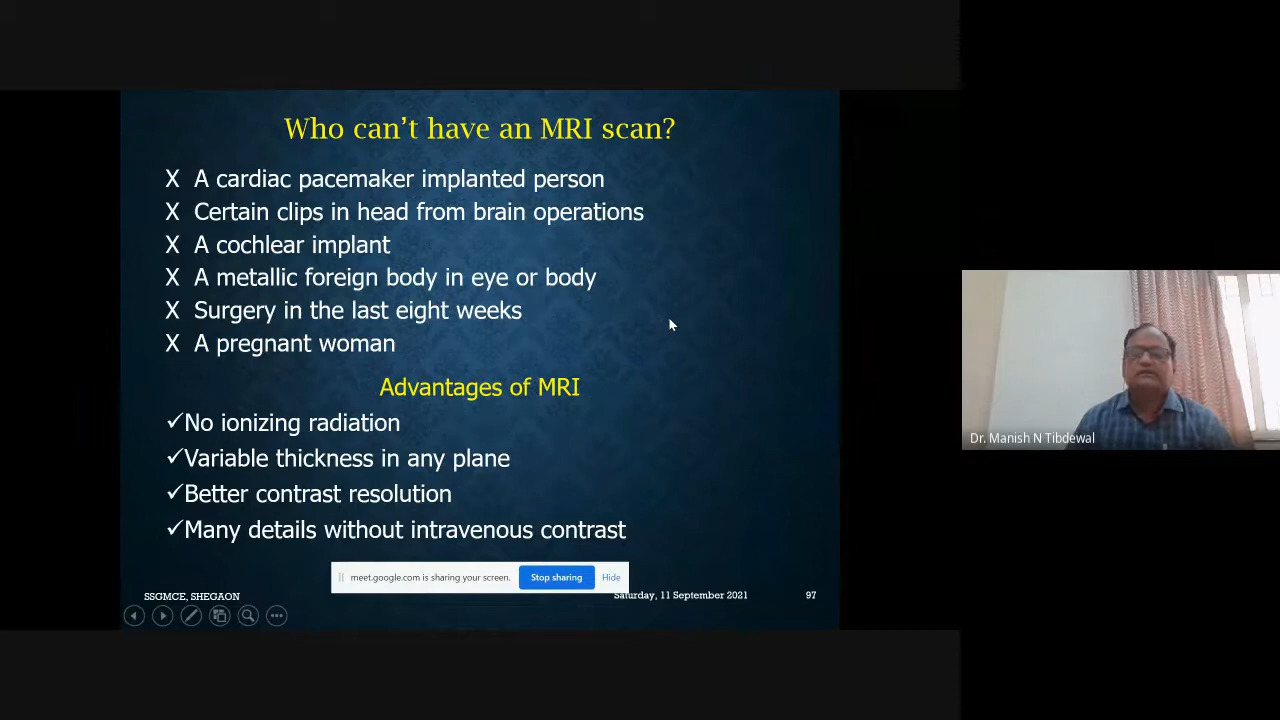 Who can’t have an MRI scan?
X A cardiac pacemaker implanted person
X Certain clips in head from brain operations
X A cochlear implant
X A metallic foreign body in eye or body
X Surgery in the last eight weeks
X A pregnant woman
Advantages of MRI
✓No ionizing radiation
✓Variable thickness in any plane
✓Better contrast resolution
✓Many details without intravenous contrast
meet.google.com is sharing your screen. Stop sharing Hide
SSGMCE, SHEGAON Saturday, 11 September 2021 97
Dr. Manish N Tibdewal